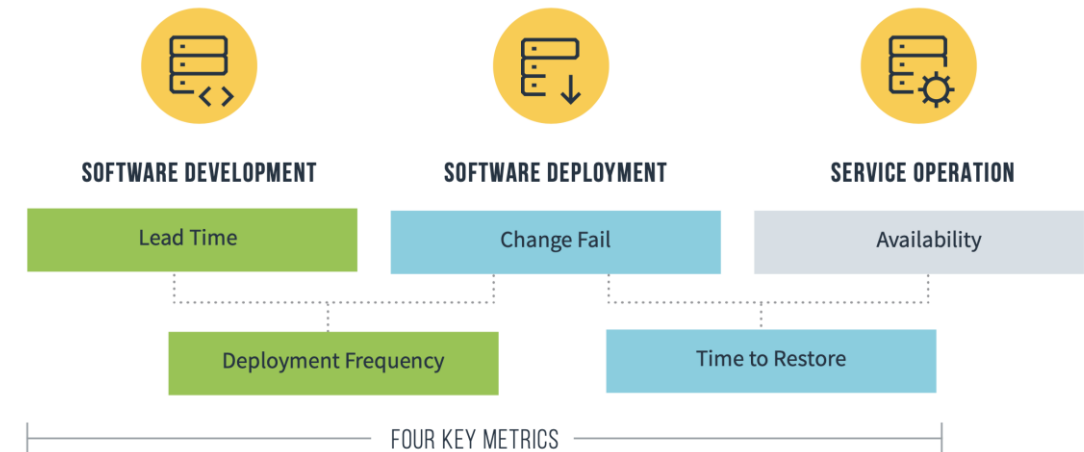 SOFTWARE DEVELOPMENT
SOFTWARE DEPLOYMENT
SERVICE OPERATION
Lead Time
Change Fail
Availability
Deployment Frequency
Time to Restore
FOUR KEY METRICS